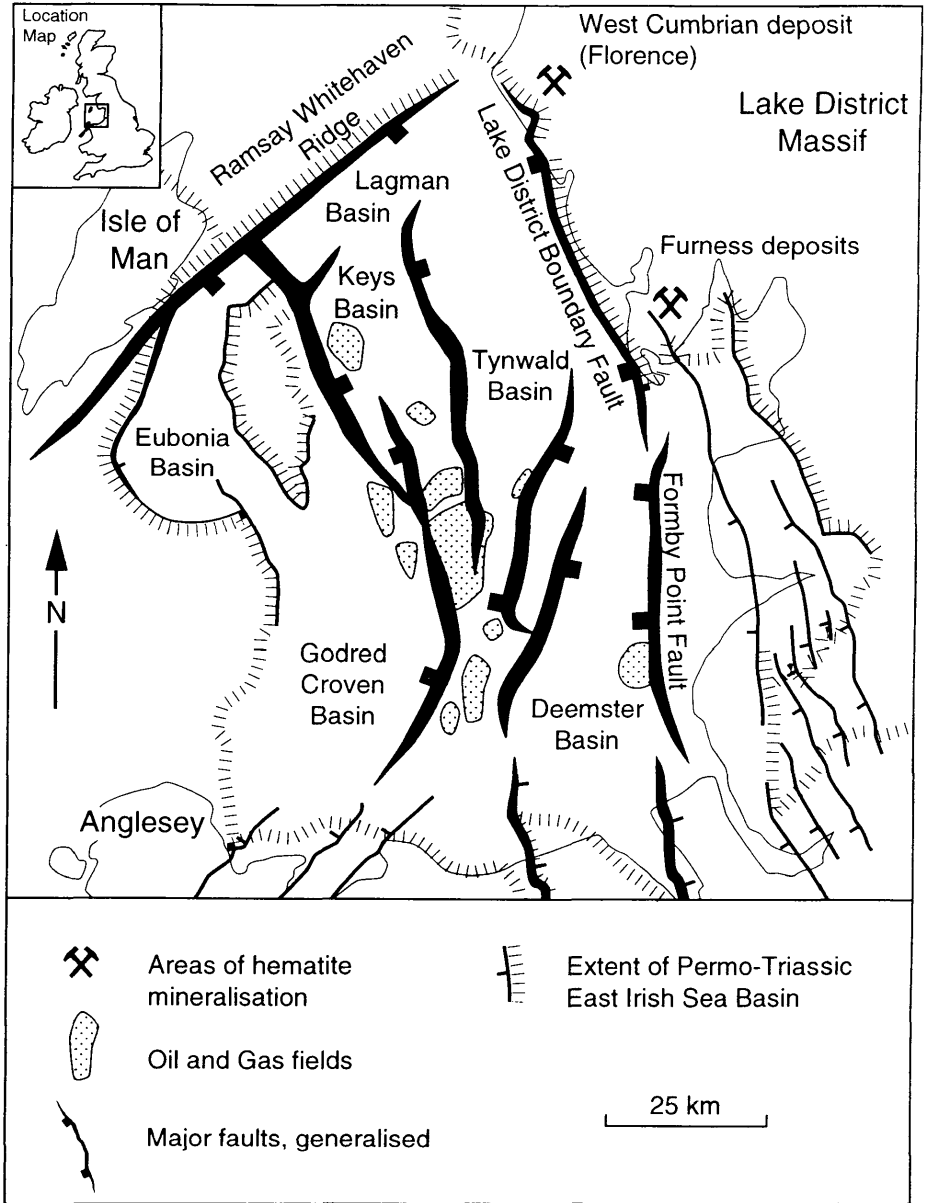 Location
Map
West Cumbrian deposit
(Florence)
Lake District
Massif
Ramsay Whitehaven
Ridge
Lake District Boundary Fault
Lagman
Basin
Isle of
Man
Furness deposits
Keys
Basin
Tynwald
Basin
Eubonia
Basin
Formby Point Fault
N
Godred
Croven
Basin
Deemster
Basin
Anglesey
Areas of hematite
mineralisation
Extent of Permo-Triassic
East Irish Sea Basin
Oil and Gas fields
25 km
Major faults, generalised